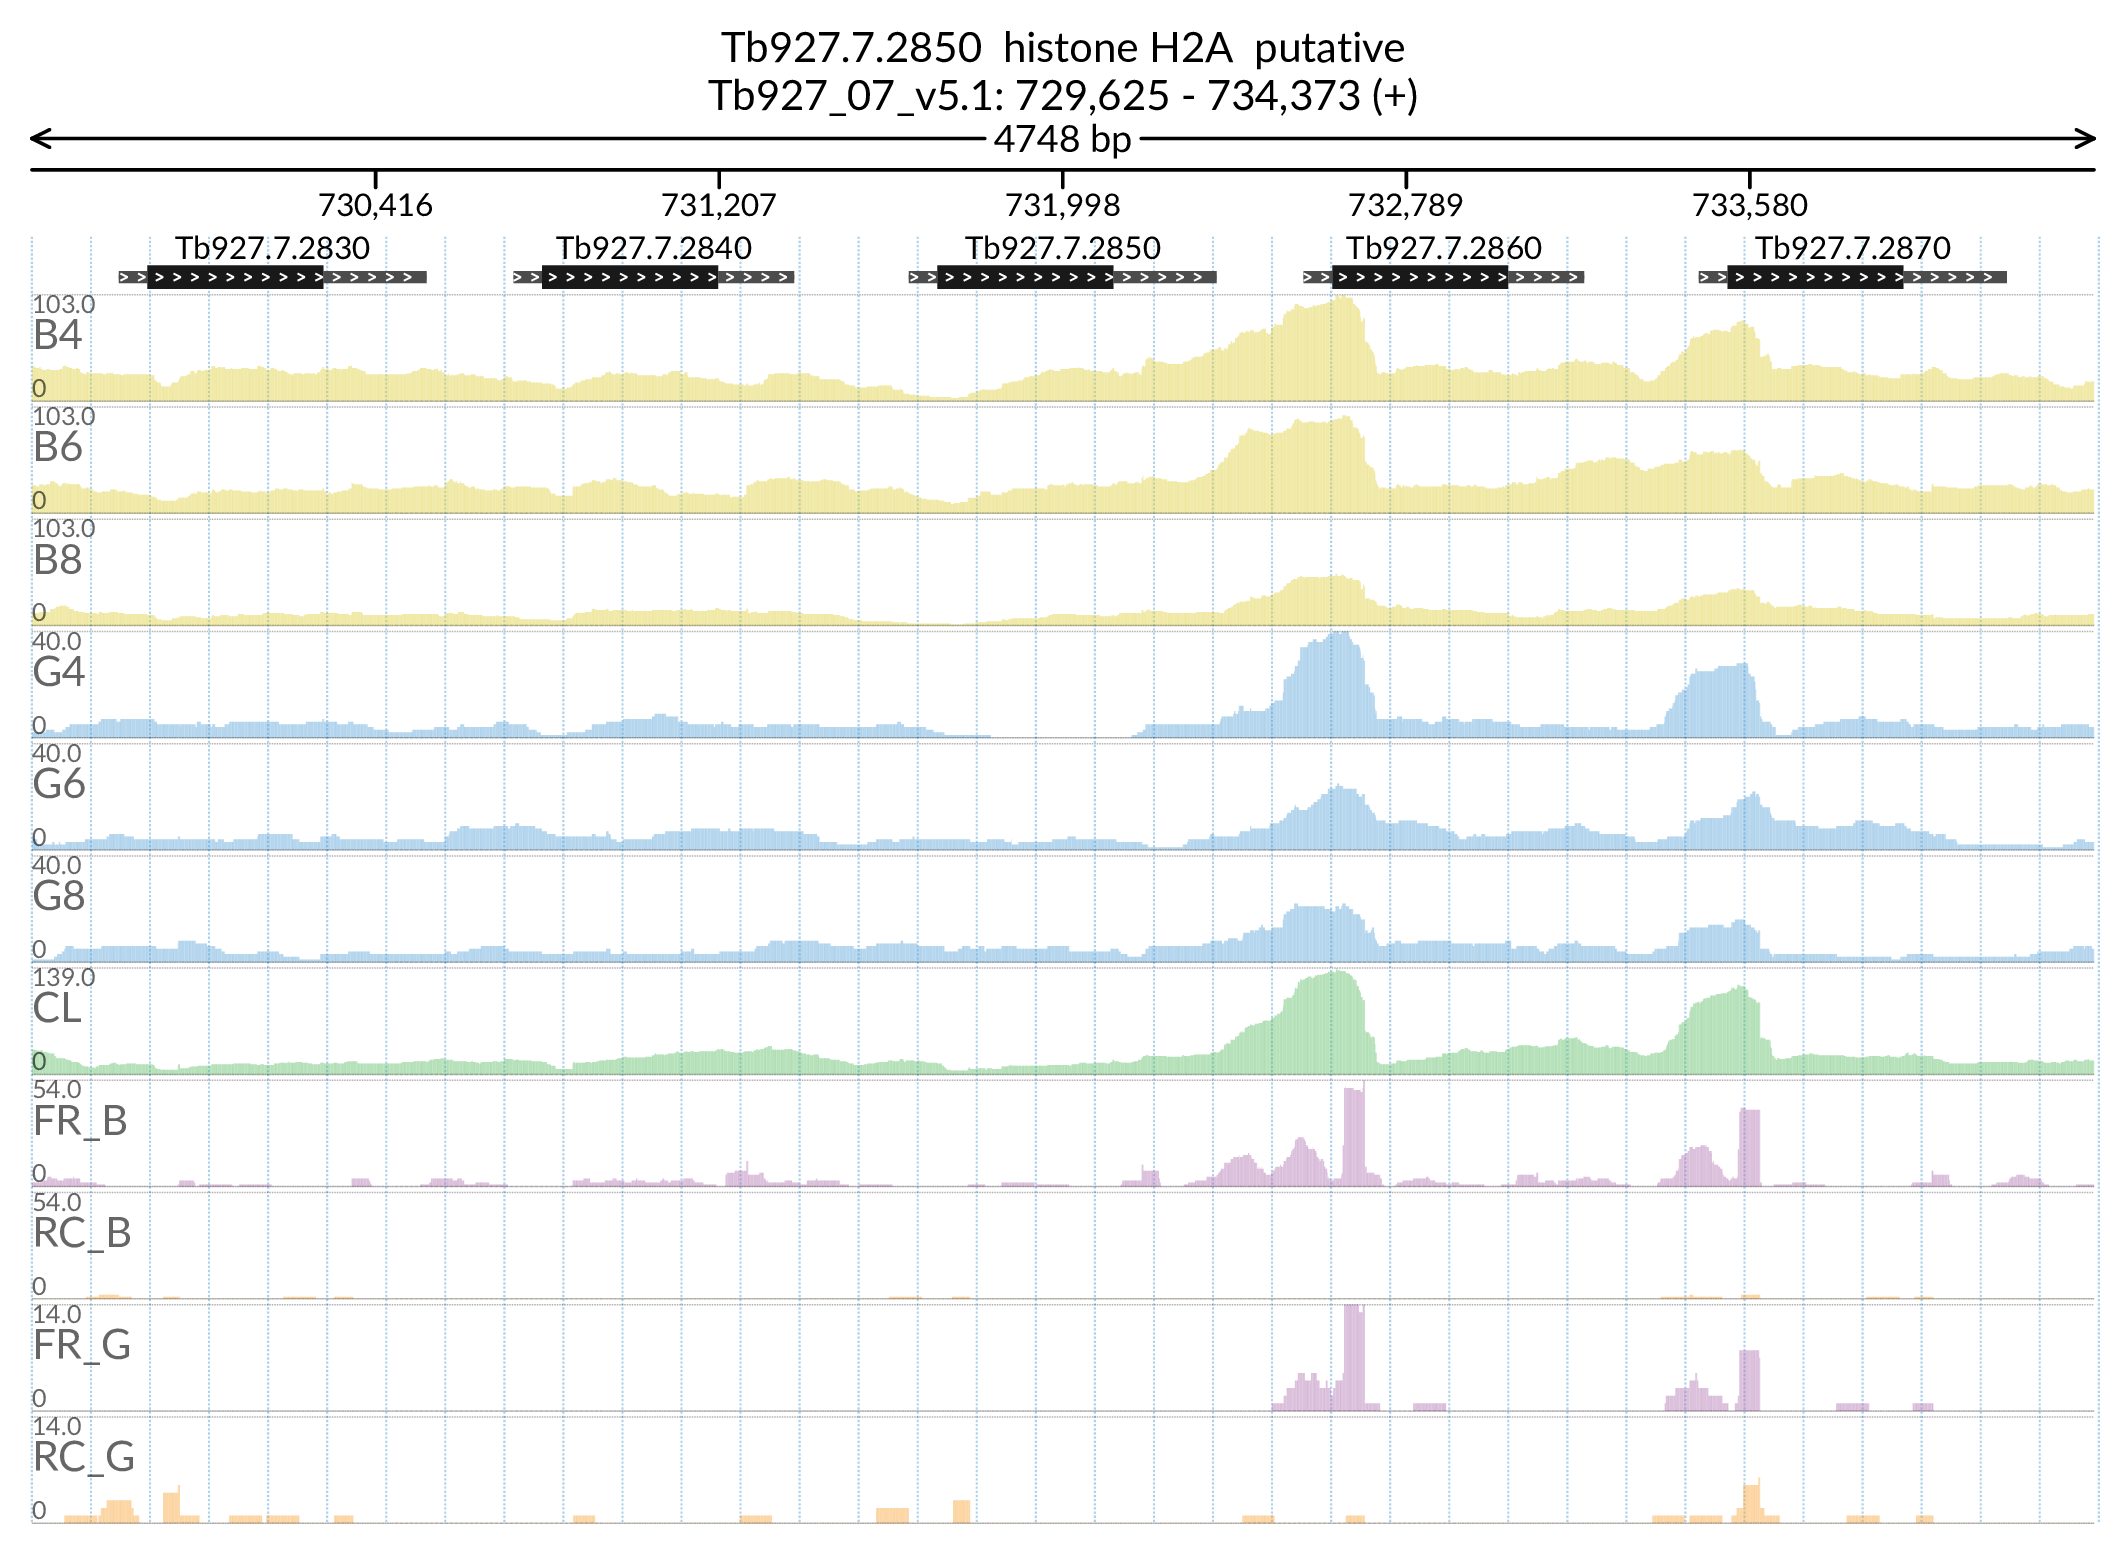 Tb927.7.2850 histone H2A putative
Tb927_07_v5.1: 729,625 - 734,373 (+)
4748 bp
730,416 731,207 731,998 732,789 733,580
Tb927.7.2830 Tb927.7.2840 Tb927.7.2850 Tb927.7.2860 Tb927.7.2870
103.0
B4
0
103.0
B6
0
103.0
B8
0
40.0
G4
0
40.0
G6
0
40.0
G8
0
139.0
CL
0
54.0
FR_B
0
54.0
RC_B
0
14.0
FR_G
0
14.0
RC_G
0